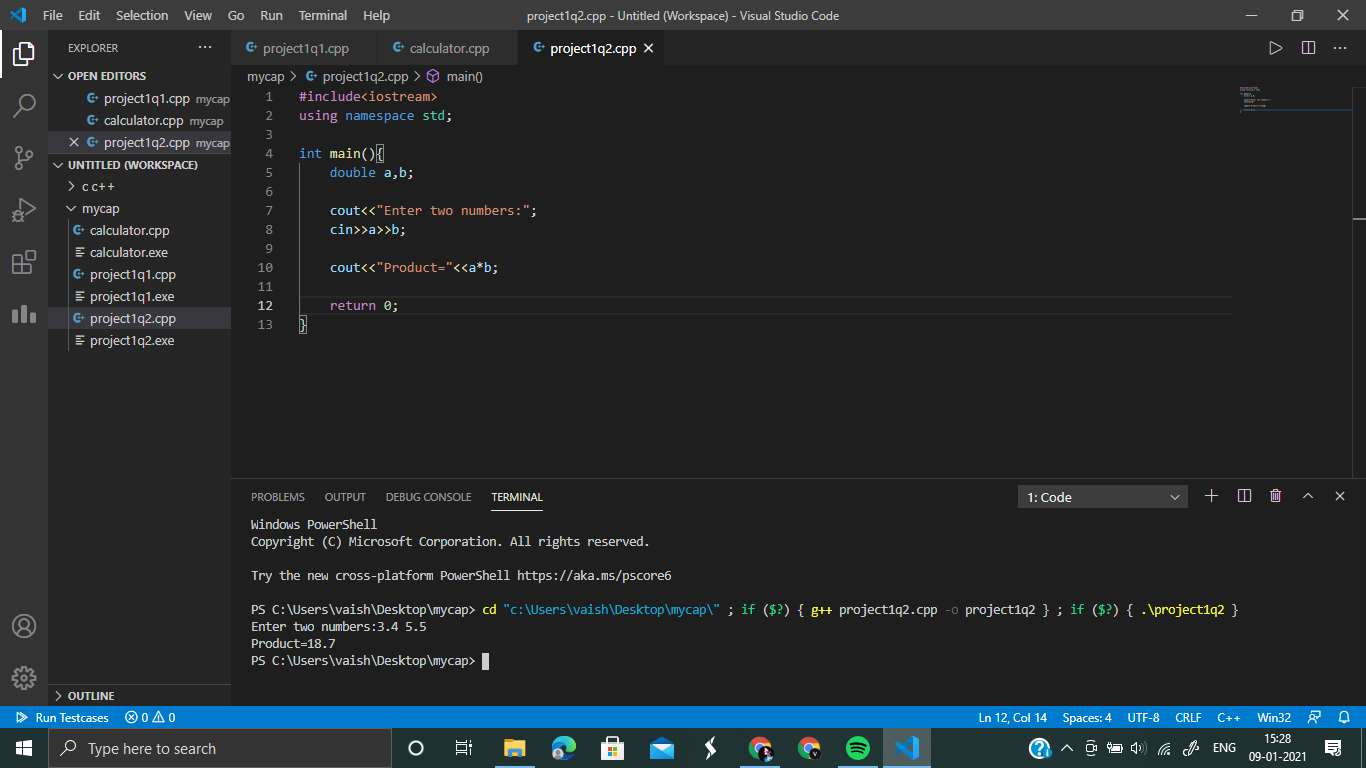 File Edit Selection View Go Run Terminal Help project1q2.cpp - Untitled (Workspace) - Visual Studio Code
EXPLORER
OPEN EDITORS
project1q1.cpp mycap
calculator.cpp mycap
project1q2.cpp mycap
UNTITLED (WORKSPACE)
c c++
mycap
calculator.cpp
calculator.exe
project1q1.cpp
project1q1.exe
project1q2.cpp
project1q2.exe
OUTLINE
project1q1.cpp calculator.cpp project1q2.cpp
mycap project1q2.cpp main()
1 #include<iostream>
2 using namespace std;
3
4 int main(){
5 double a,b;
6
7 cout<<"Enter two numbers:";
8 cin>>a>>b;
9
10 cout<<"Product="<<a*b;
11
12 return 0;
13 }
PROBLEMS OUTPUT DEBUG CONSOLE TERMINAL 1: Code
Windows PowerShell
Copyright (C) Microsoft Corporation. All rights reserved.
Try the new cross-platform PowerShell https://aka.ms/pscore6
PS C:\Users\vaish\Desktop\mycap> cd "c:\Users\vaish\Desktop\mycap\" ; if ($?) { g++ project1q2.cpp -o project1q2 } ; if ($?) { .\project1q2 }
Enter two numbers:3.4 5.5
Product=18.7
PS C:\Users\vaish\Desktop\mycap>
Run Testcases 0 0 Ln 12, Col 14 Spaces: 4 UTF-8 CRLF C++ Win32
Type here to search
ENG
15:28
09-01-2021